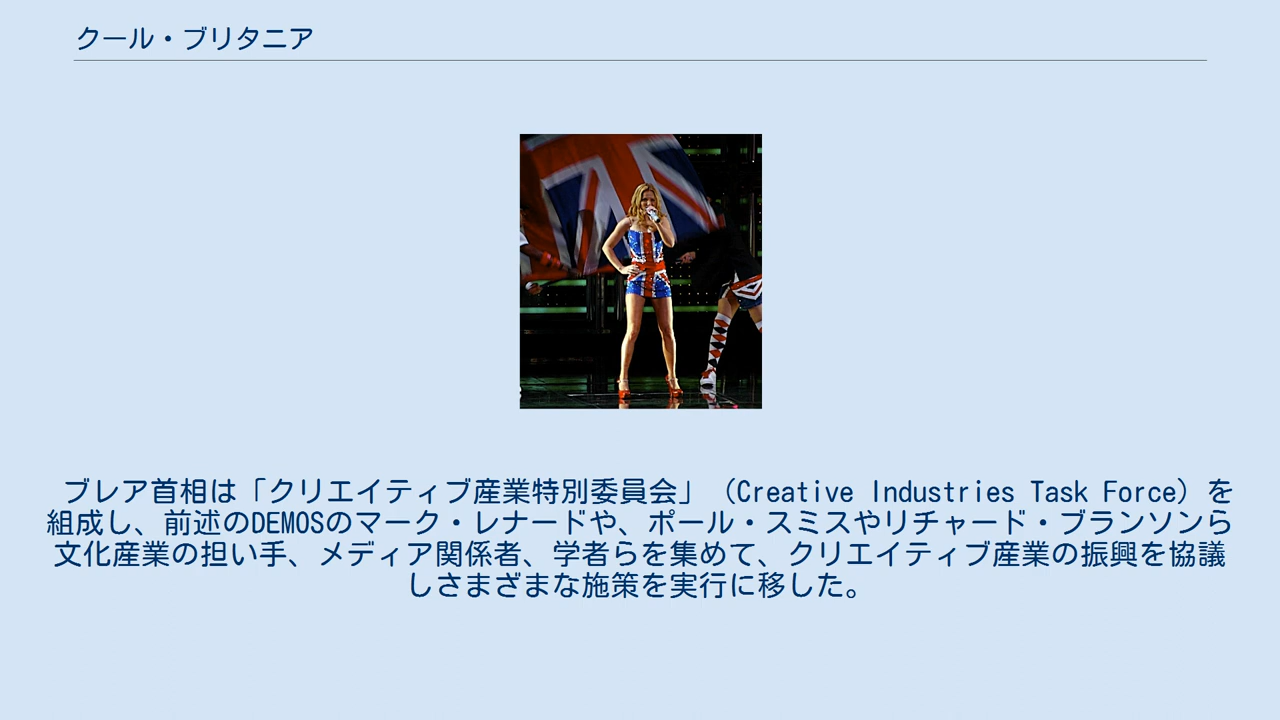 クール・ブリタニア
ブレア首相は「クリエイティブ産業特別委員会」（Creative Industries Task Force）を
組成し、前述のDEMOSのマーク・レナードや、ポール・スミスやリチャード・ブランソンら
文化産業の担い手、メディア関係者、学者らを集めて、クリエイティブ産業の振興を協議
しさまざまな施策を実行に移した。